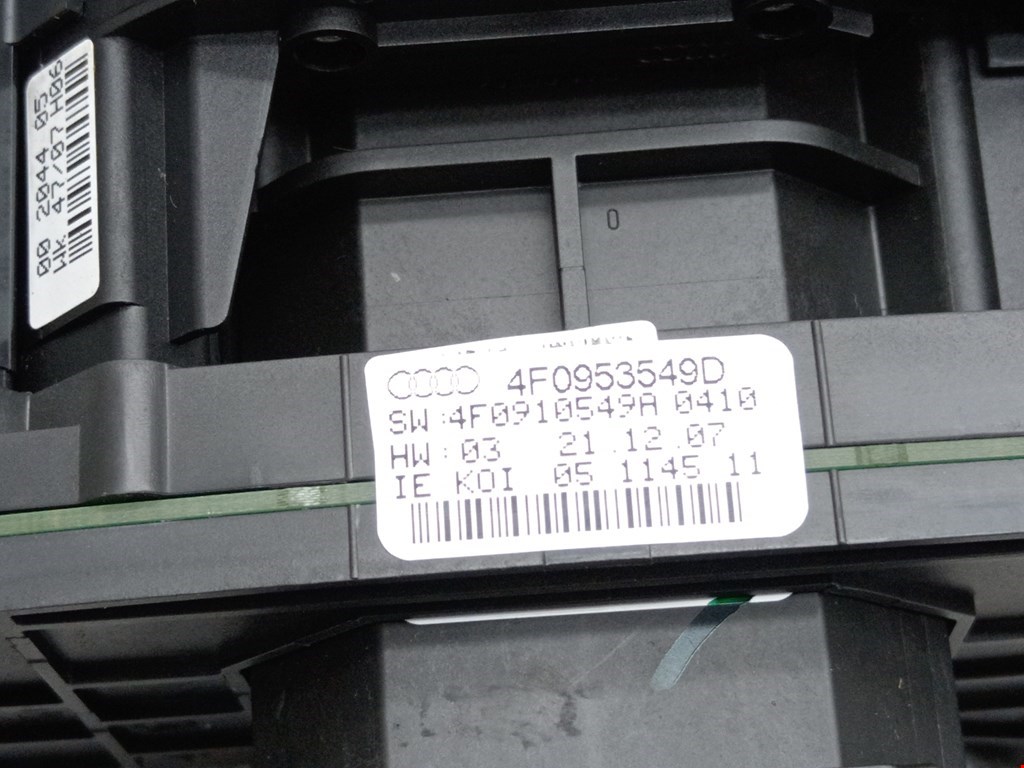 00 2044 05
Wk 47/07 H06
0
4F0953549D
SW:4F0910549A 0410
HW:03 21.12.07
IE KOI 05 1145 11